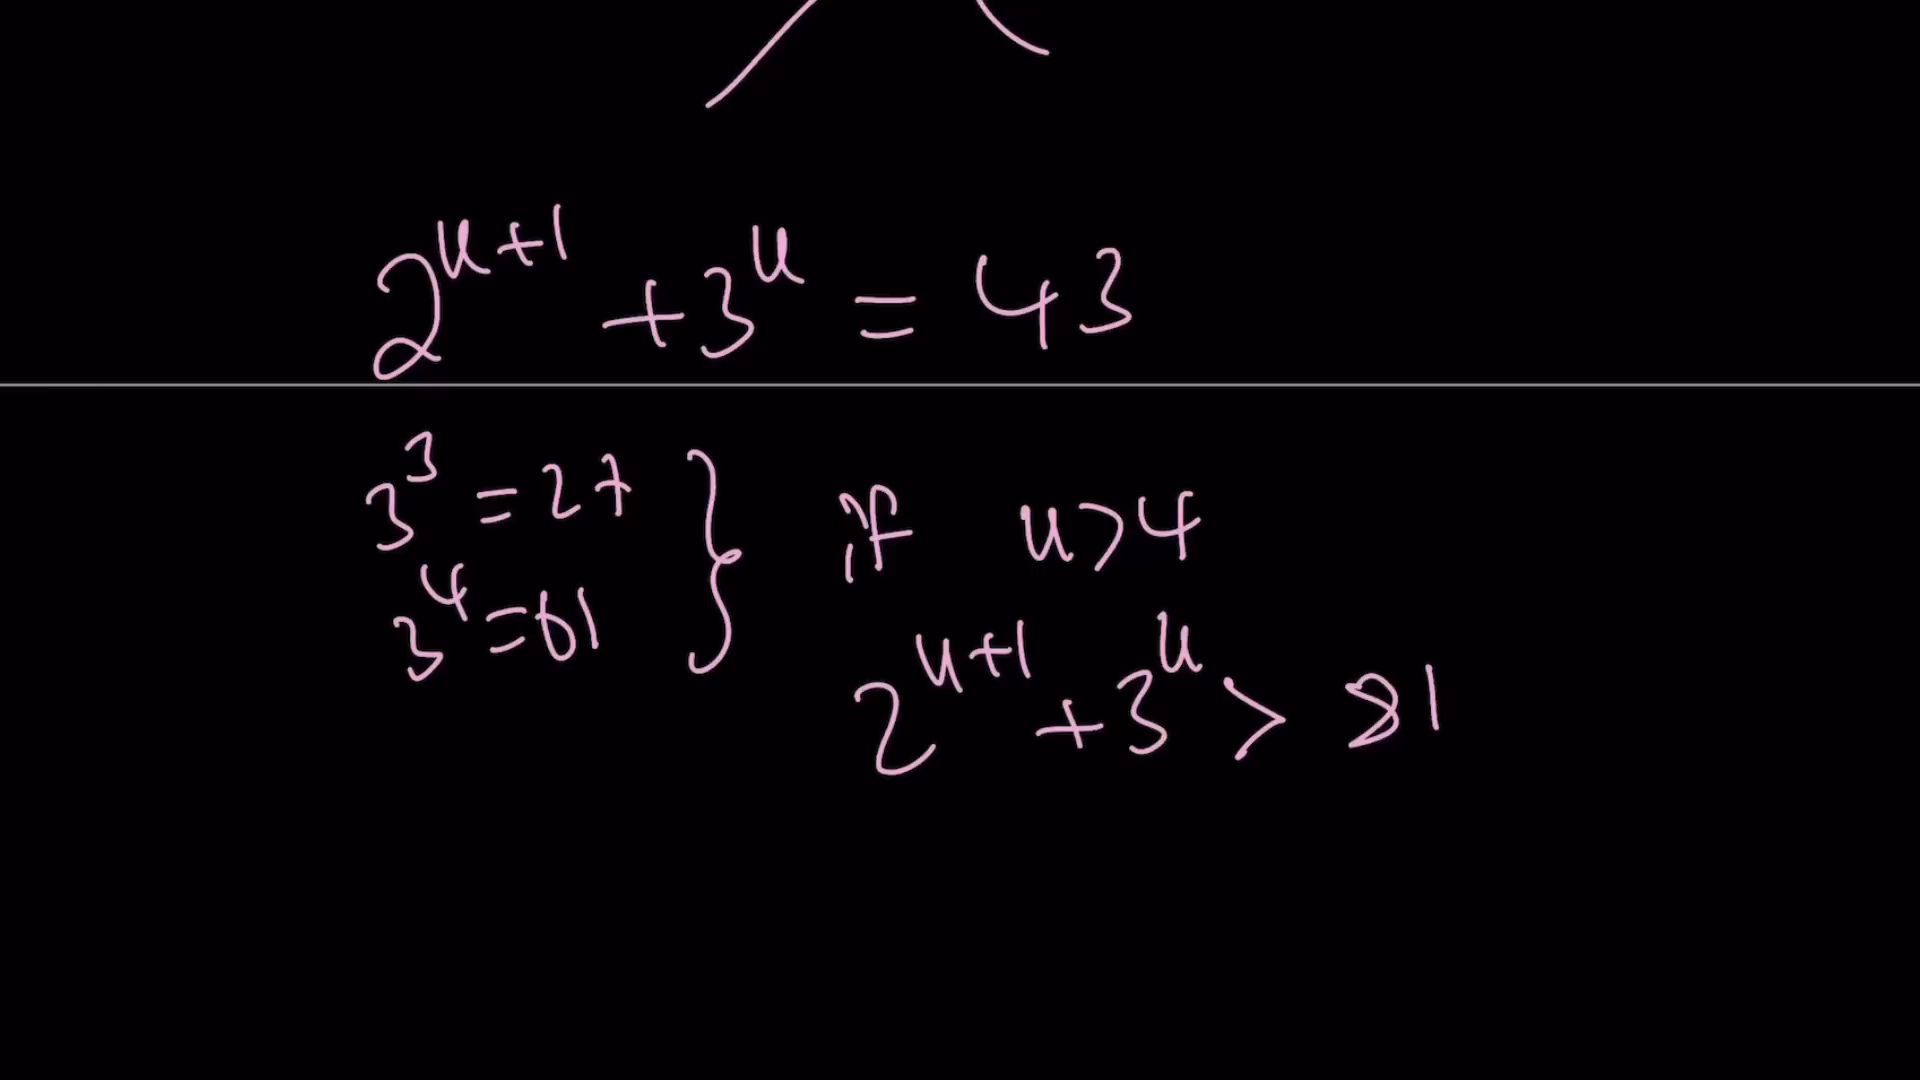 2^{u+1} + 3^u = 43
3^3 = 27 } if u > 4
3^4 = 81
2^{u+1} + 3^u > 81